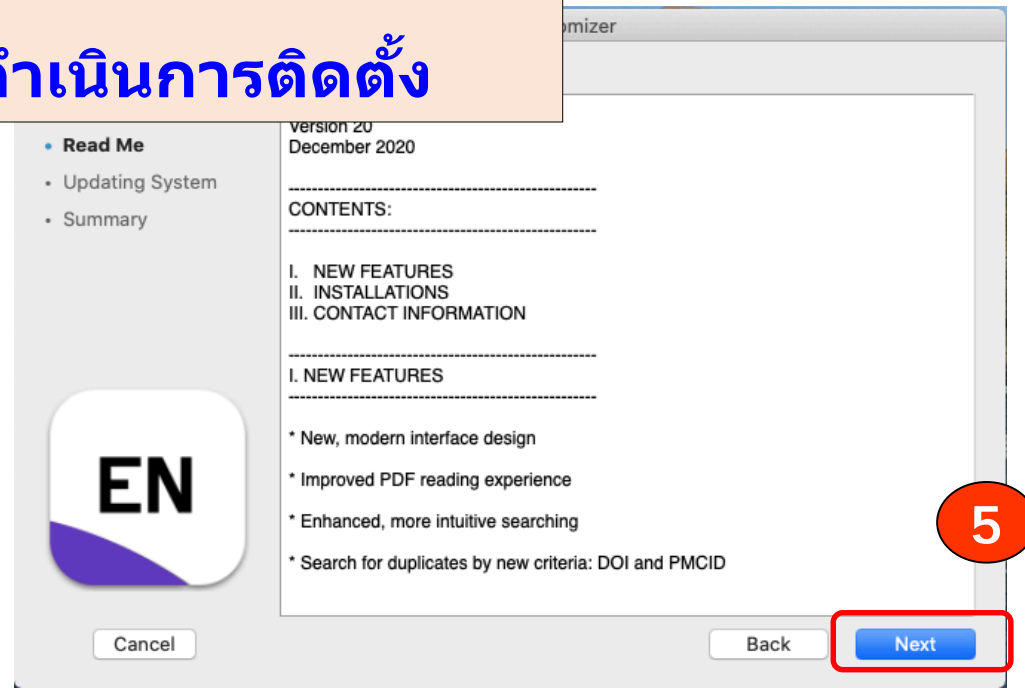 omizer
ดำเนินการติดตั้ง
Version 20
• Read Me
December 2020
• Updating System
-----------------------------------------------------
CONTENTS:
• Summary
-----------------------------------------------------
I. NEW FEATURES
II. INSTALLATIONS
III. CONTACT INFORMATION
-----------------------------------------------------
I. NEW FEATURES
-----------------------------------------------------
* New, modern interface design
EN
* Improved PDF reading experience
* Enhanced, more intuitive searching
5
* Search for duplicates by new criteria: DOI and PMCID
Cancel
Back
Next